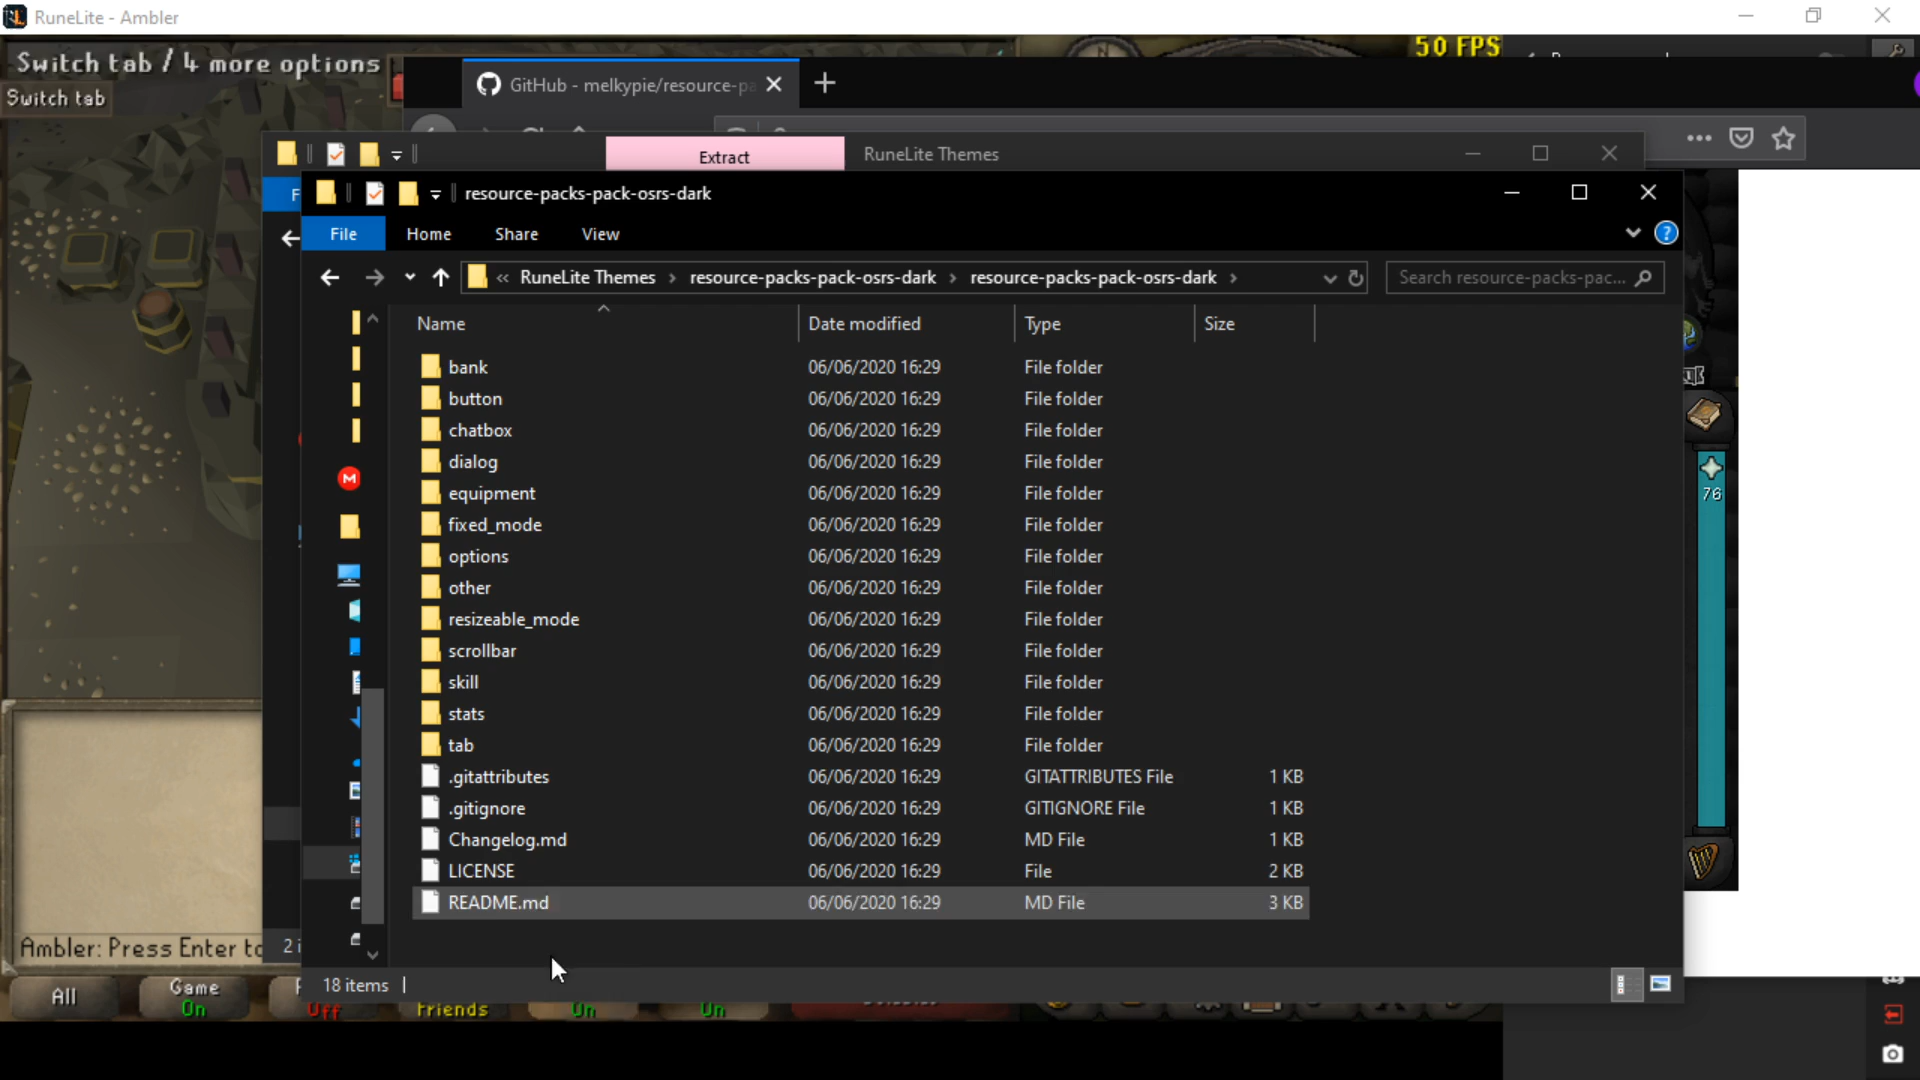 RuneLite - Ambler
Switch tab / 4 more options
50 FPS
Switch tab
GitHub - melkypie/resource-pa
Extract
RuneLite Themes
resource-packs-pack-osrs-dark
File
Home
Share
View
« RuneLite Themes › resource-packs-pack-osrs-dark › resource-packs-pack-osrs-dark ›
Search resource-packs-pac...
Name Date modified Type Size
bank 06/06/2020 16:29 File folder
button 06/06/2020 16:29 File folder
chatbox 06/06/2020 16:29 File folder
dialog 06/06/2020 16:29 File folder
equipment 06/06/2020 16:29 File folder
fixed_mode 06/06/2020 16:29 File folder
options 06/06/2020 16:29 File folder
other 06/06/2020 16:29 File folder
resizeable_mode 06/06/2020 16:29 File folder
scrollbar 06/06/2020 16:29 File folder
skill 06/06/2020 16:29 File folder
stats 06/06/2020 16:29 File folder
tab 06/06/2020 16:29 File folder
.gitattributes 06/06/2020 16:29 GITATTRIBUTES File 1 KB
.gitignore 06/06/2020 16:29 GITIGNORE File 1 KB
Changelog.md 06/06/2020 16:29 MD File 1 KB
LICENSE 06/06/2020 16:29 File 2 KB
README.md 06/06/2020 16:29 MD File 3 KB
76
Ambler: Press Enter to
2 i
18 items
All
Game
On
Off
Friends
On
On